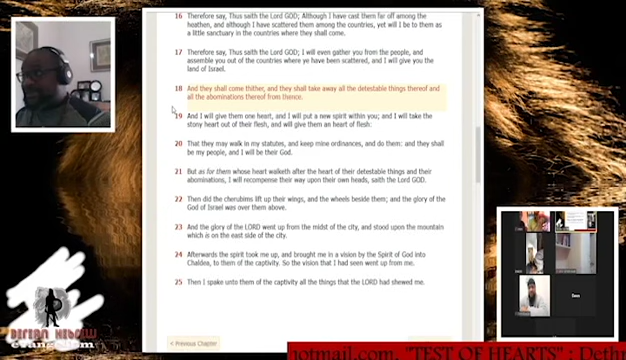 16 Therefore say, Thus saith the Lord GOD; Although I have cast them far off among the
heathen, and although I have scattered them among the countries, yet will I be to them as
a little sanctuary in the countries where they shall come.
17 Therefore say, Thus saith the Lord GOD; I will even gather you from the people, and
assemble you out of the countries where ye have been scattered, and I will give you the
land of Israel.
18 And they shall come thither, and they shall take away all the detestable things thereof and
all the abominations thereof from thence.
19 And I will give them one heart, and I will put a new spirit within you; and I will take the
stony heart out of their flesh, and will give them an heart of flesh:
20 That they may walk in my statutes, and keep mine ordinances, and do them: and they shall
be my people, and I will be their God.
21 But as for them whose heart walketh after the heart of their detestable things and their
abominations, I will recompense their way upon their own heads, saith the Lord GOD.
22 Then did the cherubims lift up their wings, and the wheels beside them; and the glory of the
God of Israel was over them above.
23 And the glory of the LORD went up from the midst of the city, and stood upon the mountain
which is on the east side of the city.
24 Afterwards the spirit took me up, and brought me in a vision by the Spirit of God into
Chaldea, to them of the captivity. So the vision that I had seen went up from me.
25 Then I spake unto them of the captivity all the things that the LORD had shewed me.
< Previous Chapter
BEREAN HEBREW
hotmail.com, "TEST OF HEARTS"